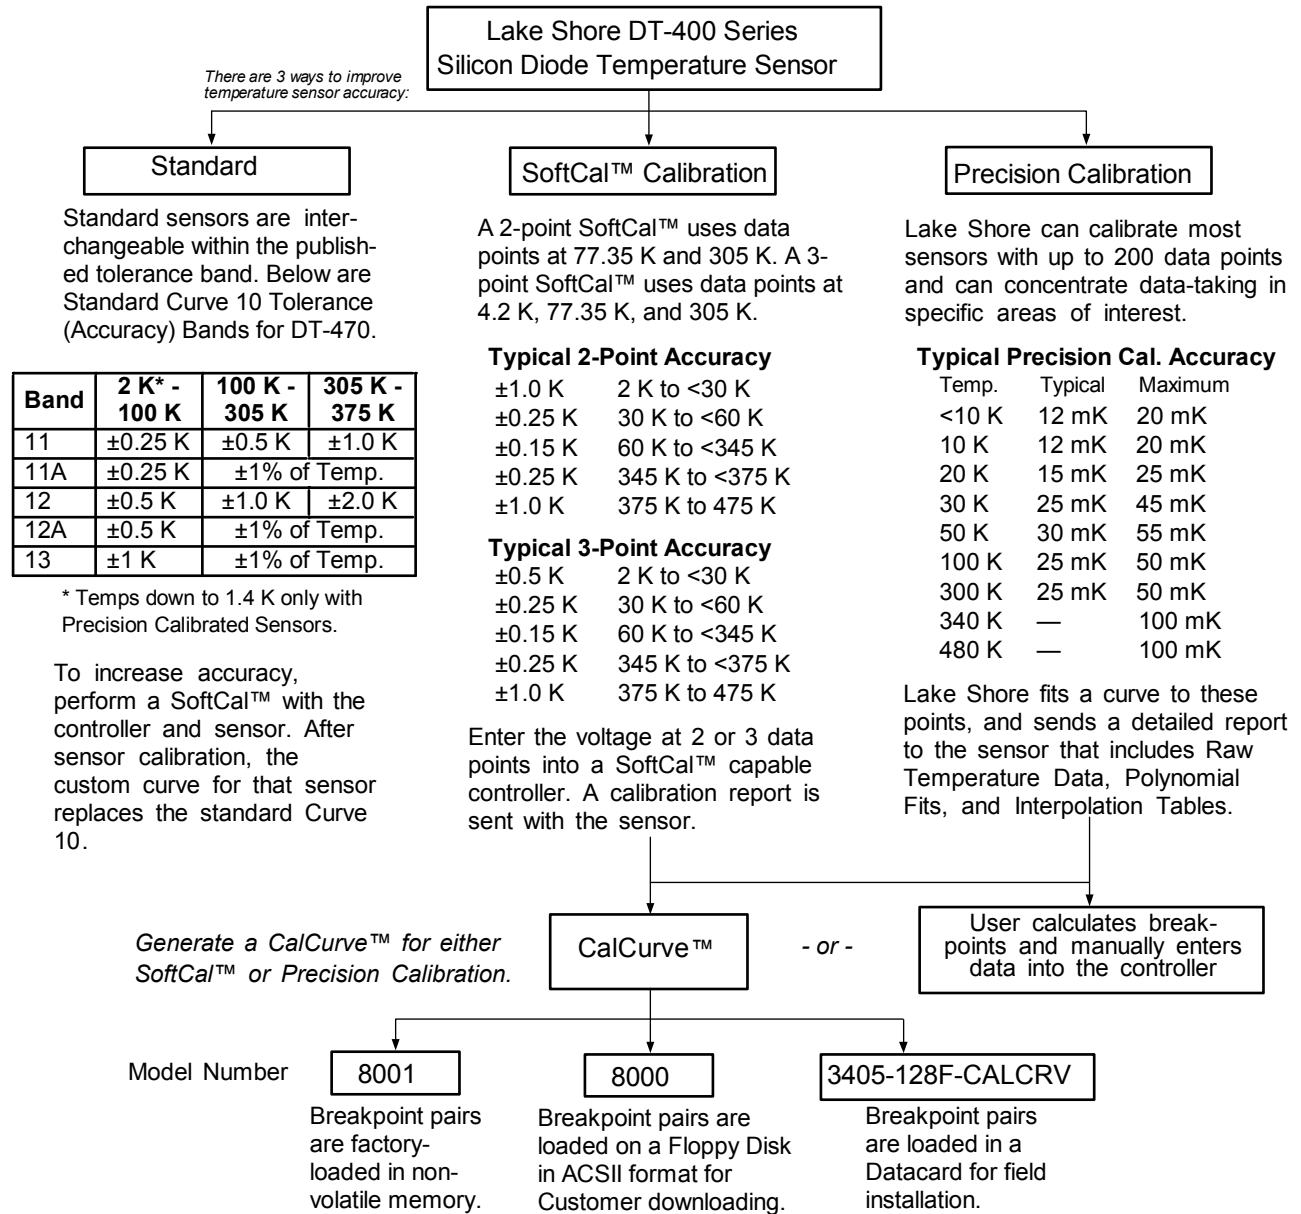 Lake Shore DT-400 Series
Silicon Diode Temperature Sensor
There are 3 ways to improve
temperature sensor accuracy:
Standard
Standard sensors are inter-
changeable within the publish-
ed tolerance band. Below are
Standard Curve 10 Tolerance
(Accuracy) Bands for DT-470.
Band 2 K* - 100 K - 305 K -
100 K 305 K 375 K
11 ±0.25 K ±0.5 K ±1.0 K
11A ±0.25 K ±1% of Temp.
12 ±0.5 K ±1.0 K ±2.0 K
12A ±0.5 K ±1% of Temp.
13 ±1 K ±1% of Temp.
* Temps down to 1.4 K only with
Precision Calibrated Sensors.
To increase accuracy,
perform a SoftCal™ with the
controller and sensor. After
sensor calibration, the
custom curve for that sensor
replaces the standard Curve
10.
SoftCal™ Calibration
A 2-point SoftCal™ uses data
points at 77.35 K and 305 K. A 3-
point SoftCal™ uses data points at
4.2 K, 77.35 K, and 305 K.
Typical 2-Point Accuracy
±1.0 K 2 K to <30 K
±0.25 K 30 K to <60 K
±0.15 K 60 K to <345 K
±0.25 K 345 K to <375 K
±1.0 K 375 K to 475 K
Typical 3-Point Accuracy
±0.5 K 2 K to <30 K
±0.25 K 30 K to <60 K
±0.15 K 60 K to <345 K
±0.25 K 345 K to <375 K
±1.0 K 375 K to 475 K
Enter the voltage at 2 or 3 data
points into a SoftCal™ capable
controller. A calibration report is
sent with the sensor.
Precision Calibration
Lake Shore can calibrate most
sensors with up to 200 data points
and can concentrate data-taking in
specific areas of interest.
Typical Precision Cal. Accuracy
Temp. Typical Maximum
<10 K 12 mK 20 mK
10 K 12 mK 20 mK
20 K 15 mK 25 mK
30 K 25 mK 45 mK
50 K 30 mK 55 mK
100 K 25 mK 50 mK
300 K 25 mK 50 mK
340 K — 100 mK
480 K — 100 mK
Lake Shore fits a curve to these
points, and sends a detailed report
to the sensor that includes Raw
Temperature Data, Polynomial
Fits, and Interpolation Tables.
Generate a CalCurve™ for either
SoftCal™ or Precision Calibration.
CalCurve™
- or -
User calculates break-
points and manually enters
data into the controller
Model Number
8001
Breakpoint pairs
are factory-
loaded in non-
volatile memory.
8000
Breakpoint pairs are
loaded on a Floppy Disk
in ACSII format for
Customer downloading.
3405-128F-CALCRV
Breakpoint pairs
are loaded in a
Datacard for field
installation.